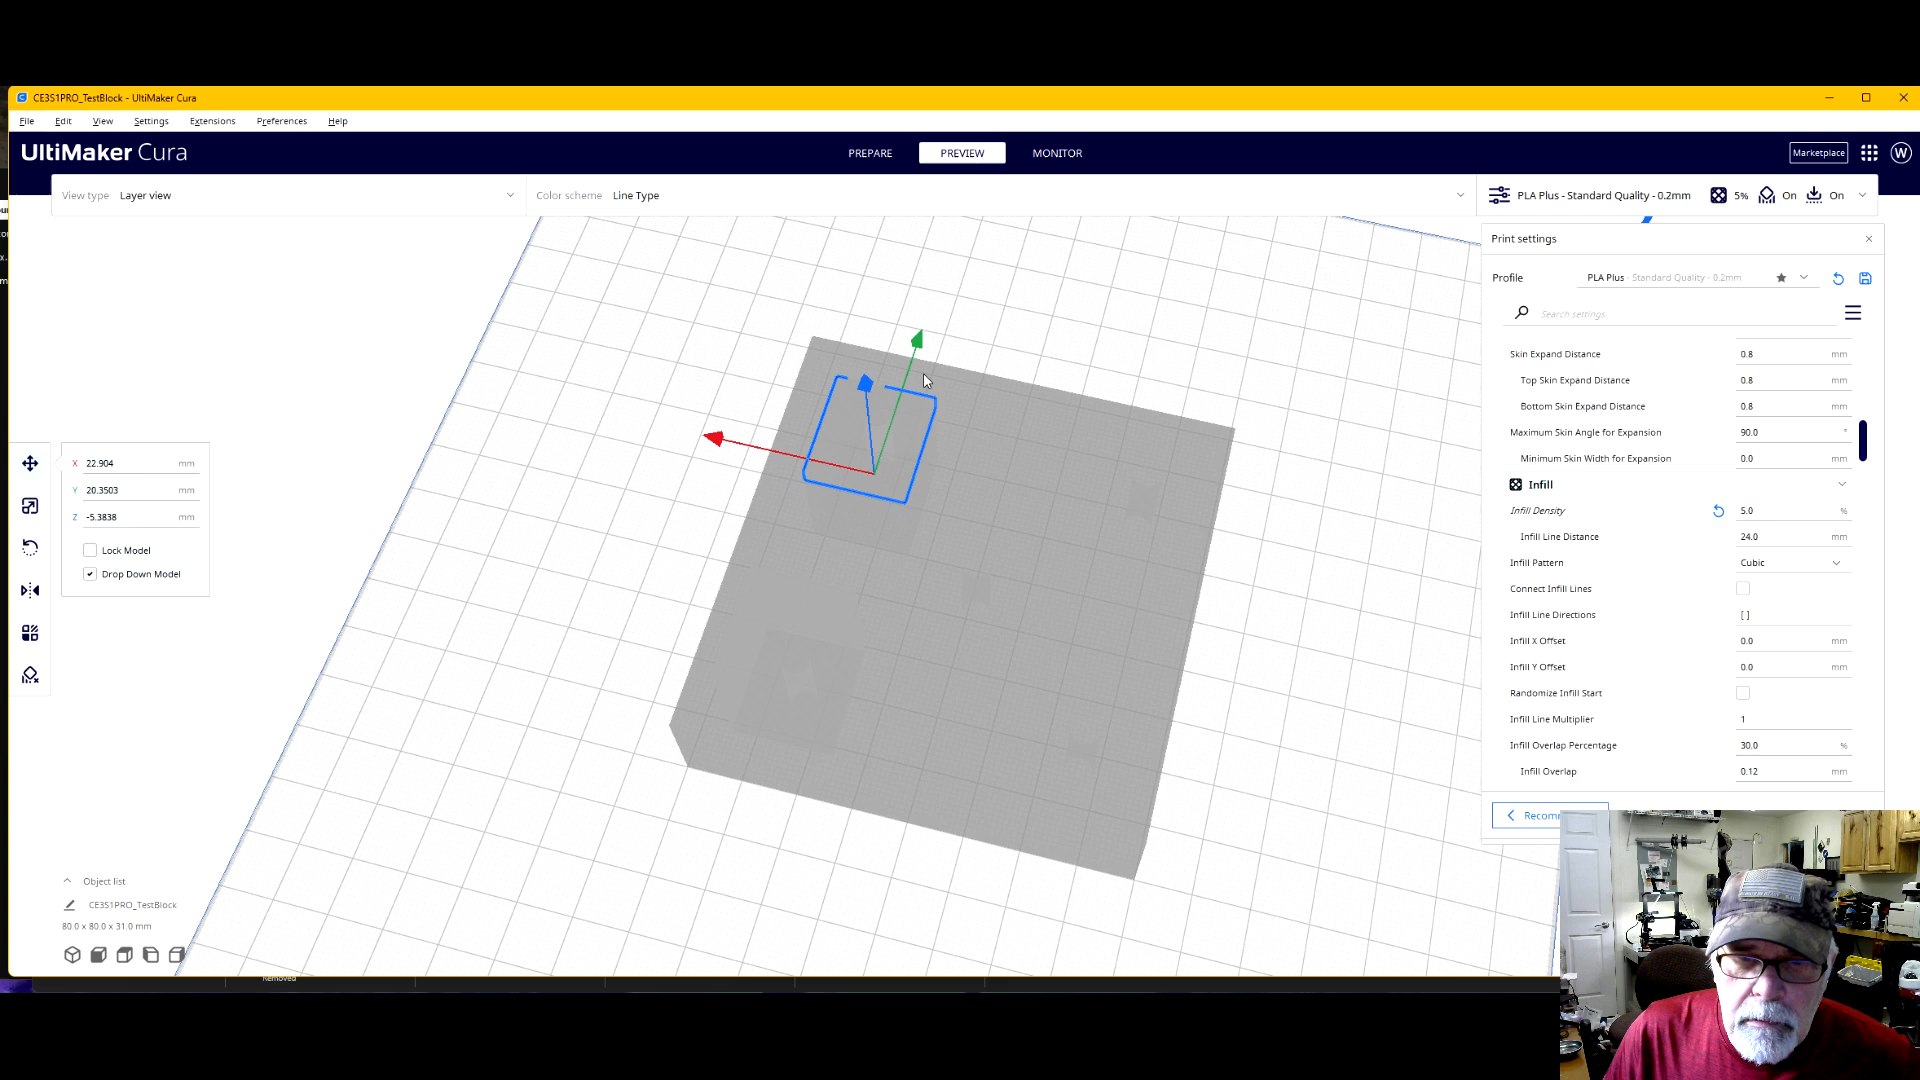 CE3S1PRO_TestBlock - UltiMaker Cura
File Edit View Settings Extensions Preferences Help
UltiMaker Cura
PREPARE PREVIEW MONITOR
Marketplace
W
View type Layer view
Color scheme Line Type
PLA Plus - Standard Quality - 0.2mm 5% On On
Print settings
Profile PLA Plus - Standard Quality - 0.2mm
Search settings
Skin Expand Distance 0.8 mm
Top Skin Expand Distance 0.8 mm
Bottom Skin Expand Distance 0.8 mm
Maximum Skin Angle for Expansion 90.0 °
Minimum Skin Width for Expansion 0.0 mm
Infill
Infill Density 5.0 %
Infill Line Distance 24.0 mm
Infill Pattern Cubic
Connect Infill Lines
Infill Line Directions [ ]
Infill X Offset 0.0 mm
Infill Y Offset 0.0 mm
Randomize Infill Start
Infill Line Multiplier 1
Infill Overlap Percentage 30.0 %
Infill Overlap 0.12 mm
X 22.904 mm
Y 20.3503 mm
Z -5.3838 mm
Lock Model
Drop Down Model
Object list
CE3S1PRO_TestBlock
80.0 x 80.0 x 31.0 mm
Removed